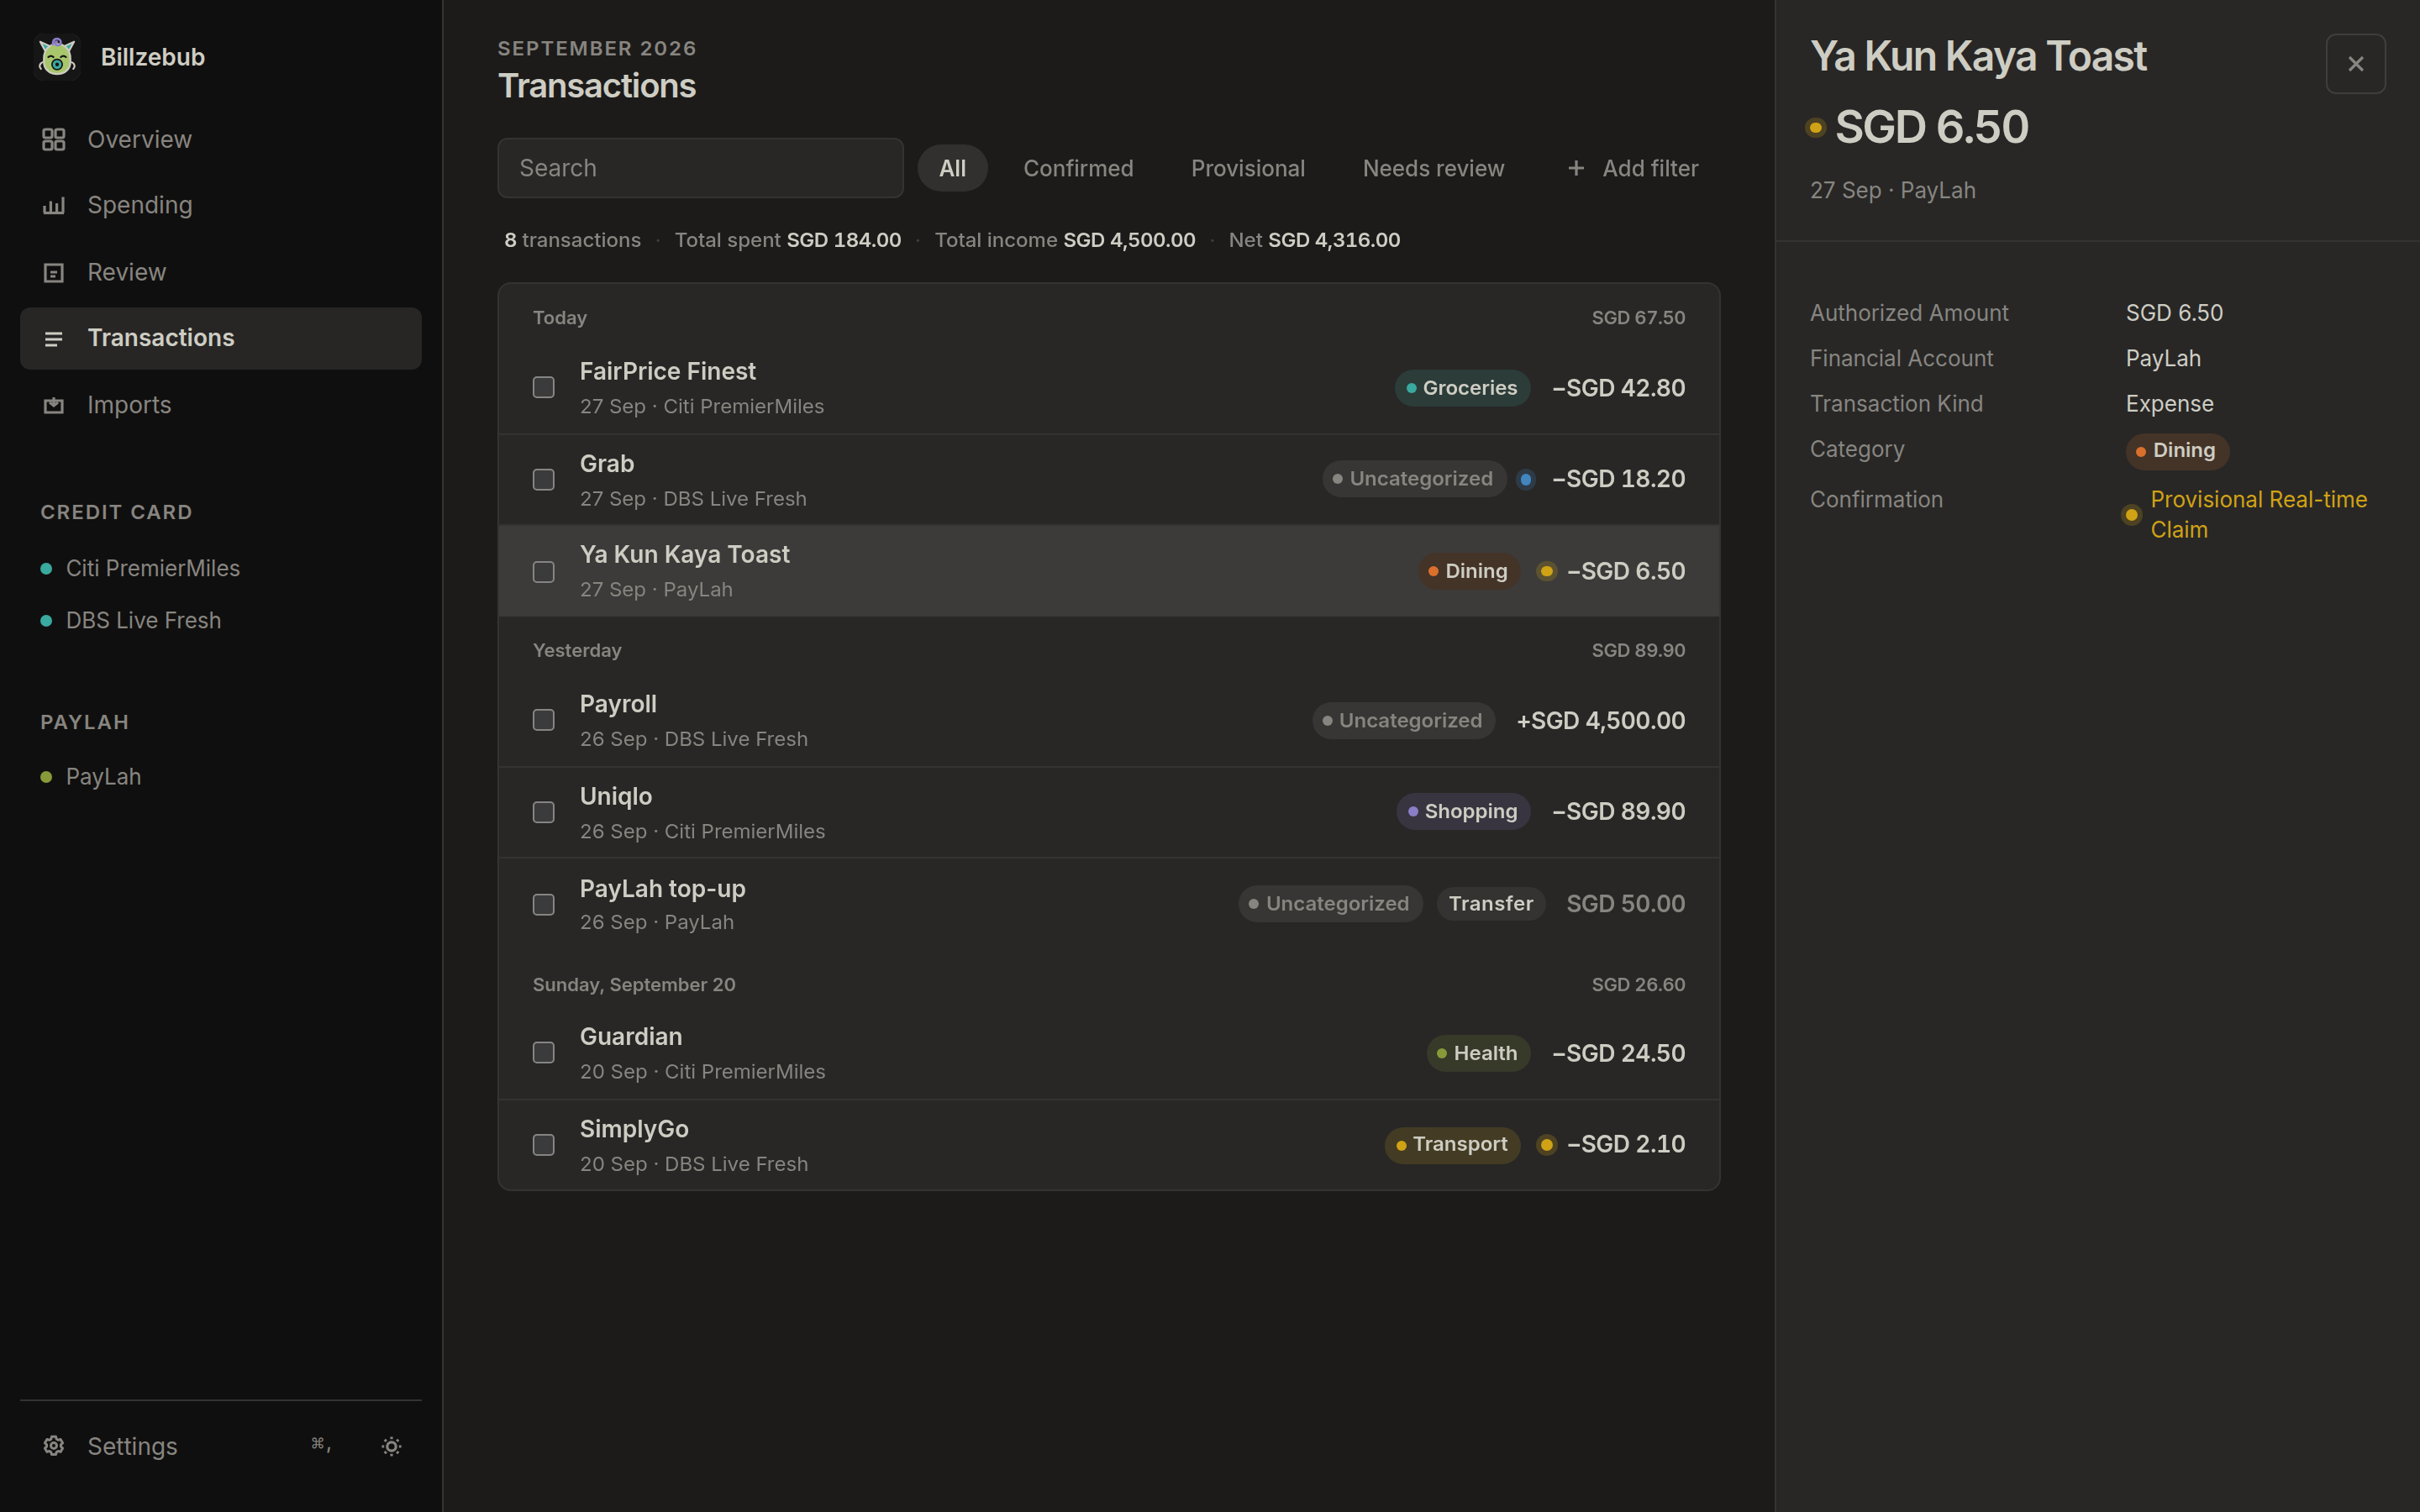 Billzebub
Overview
Spending
Review
Transactions
Imports
CREDIT CARD
Citi PremierMiles
DBS Live Fresh
PAYLAH
PayLah
Settings ⌘,
SEPTEMBER 2026
Transactions
Search All Confirmed Provisional Needs review + Add filter
8 transactions · Total spent SGD 184.00 · Total income SGD 4,500.00 · Net SGD 4,316.00
Today SGD 67.50
FairPrice Finest
27 Sep · Citi PremierMiles
Groceries −SGD 42.80
Grab
27 Sep · DBS Live Fresh
Uncategorized −SGD 18.20
Ya Kun Kaya Toast
27 Sep · PayLah
Dining −SGD 6.50
Yesterday SGD 89.90
Payroll
26 Sep · DBS Live Fresh
Uncategorized +SGD 4,500.00
Uniqlo
26 Sep · Citi PremierMiles
Shopping −SGD 89.90
PayLah top-up
26 Sep · PayLah
Uncategorized Transfer SGD 50.00
Sunday, September 20 SGD 26.60
Guardian
20 Sep · Citi PremierMiles
Health −SGD 24.50
SimplyGo
20 Sep · DBS Live Fresh
Transport −SGD 2.10
Ya Kun Kaya Toast
SGD 6.50
27 Sep · PayLah
Authorized Amount SGD 6.50
Financial Account PayLah
Transaction Kind Expense
Category Dining
Confirmation Provisional Real-time
Claim